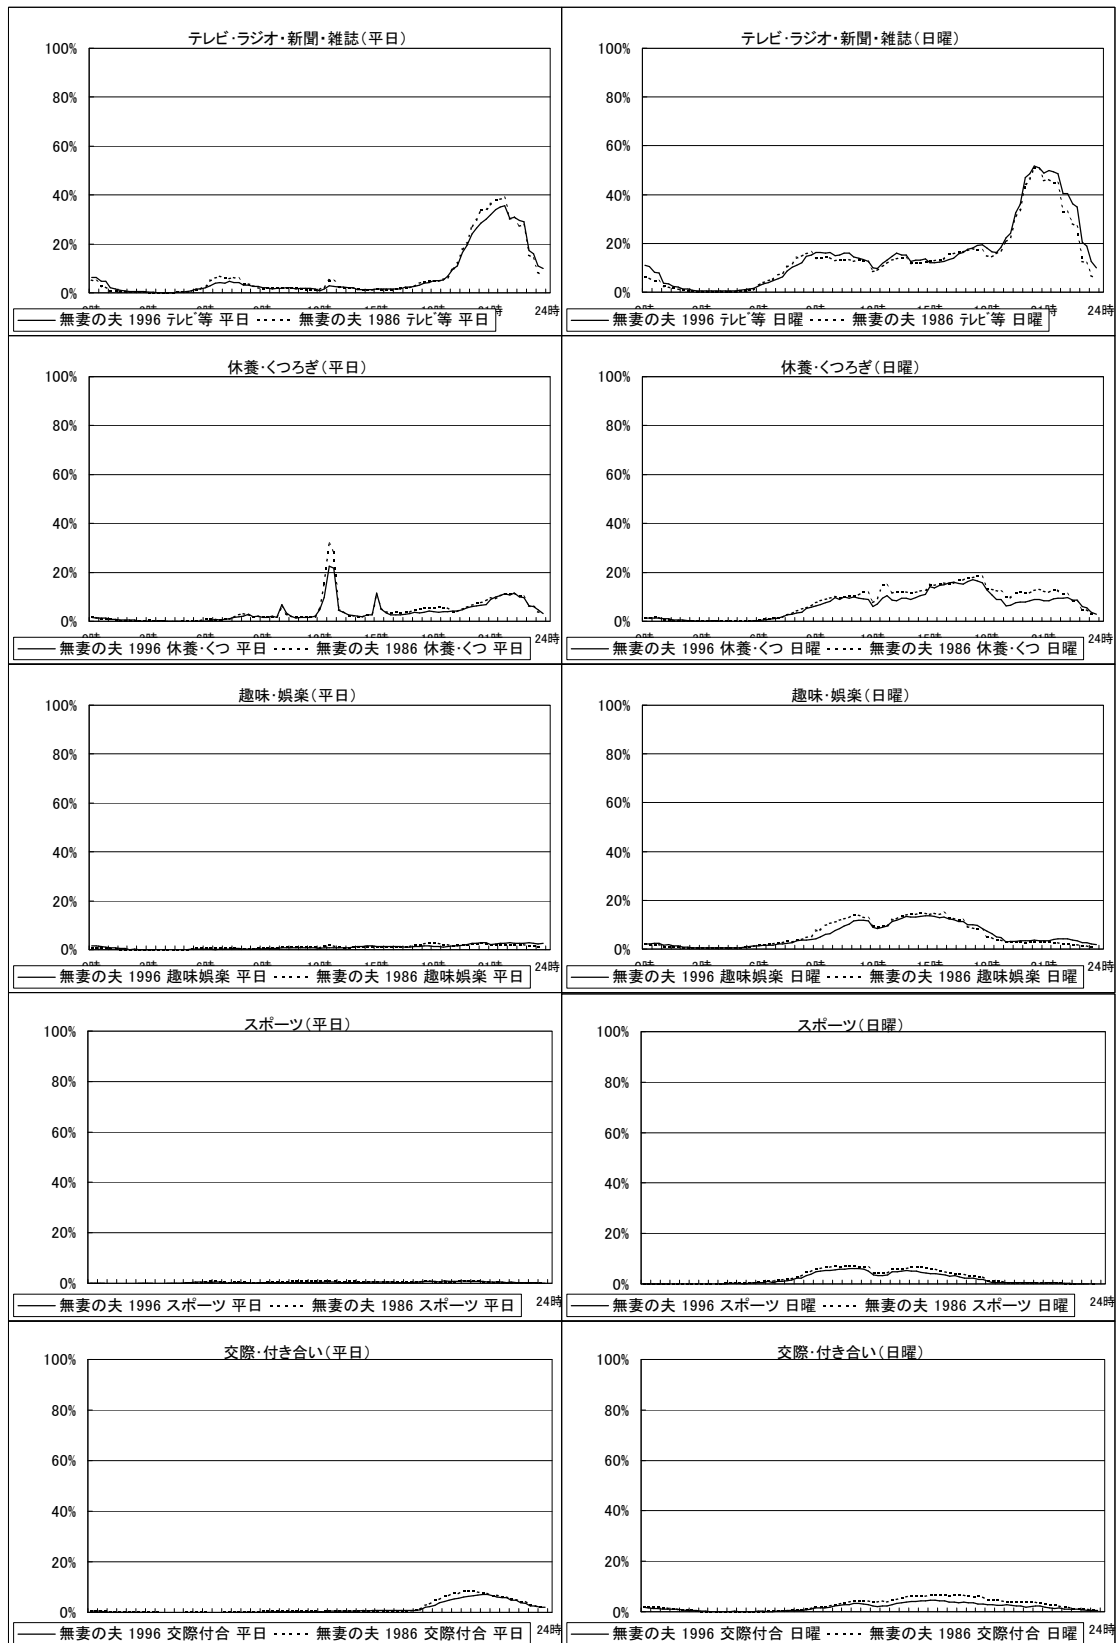 テレビ・ラジオ・新聞・雑誌(平日)
100%
80%
60%
40%
20%
0%
24時
無妻の夫 1996 テレビ等 平日 無妻の夫 1986 テレビ等 平日
テレビ・ラジオ・新聞・雑誌(日曜)
100%
80%
60%
40%
20%
0%
24時
無妻の夫 1996 テレビ等 日曜 無妻の夫 1986 テレビ等 日曜
休養・くつろぎ(平日)
100%
80%
60%
40%
20%
0%
24時
無妻の夫 1996 休養・くつ 平日 無妻の夫 1986 休養・くつ 平日
休養・くつろぎ(日曜)
100%
80%
60%
40%
20%
0%
24時
無妻の夫 1996 休養・くつ 日曜 無妻の夫 1986 休養・くつ 日曜
趣味・娯楽(平日)
100%
80%
60%
40%
20%
0%
24時
無妻の夫 1996 趣味娯楽 平日 無妻の夫 1986 趣味娯楽 平日
趣味・娯楽(日曜)
100%
80%
60%
40%
20%
0%
24時
無妻の夫 1996 趣味娯楽 日曜 無妻の夫 1986 趣味娯楽 日曜
スポーツ(平日)
100%
80%
60%
40%
20%
0%
24時
無妻の夫 1996 スポーツ 平日 無妻の夫 1986 スポーツ 平日
スポーツ(日曜)
100%
80%
60%
40%
20%
0%
24時
無妻の夫 1996 スポーツ 日曜 無妻の夫 1986 スポーツ 日曜
交際・付き合い(平日)
100%
80%
60%
40%
20%
0%
24時
無妻の夫 1996 交際付合 平日 無妻の夫 1986 交際付合 平日
交際・付き合い(日曜)
100%
80%
60%
40%
20%
0%
24時
無妻の夫 1996 交際付合 日曜 無妻の夫 1986 交際付合 日曜